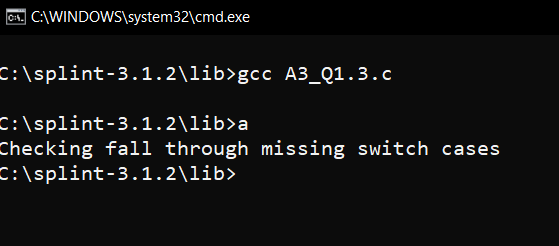 C:\WINDOWS\system32\cmd.exe
C:\splint-3.1.2\lib>gcc A3_Q1.3.c
C:\splint-3.1.2\lib>a
Checking fall through missing switch cases
C:\splint-3.1.2\lib>